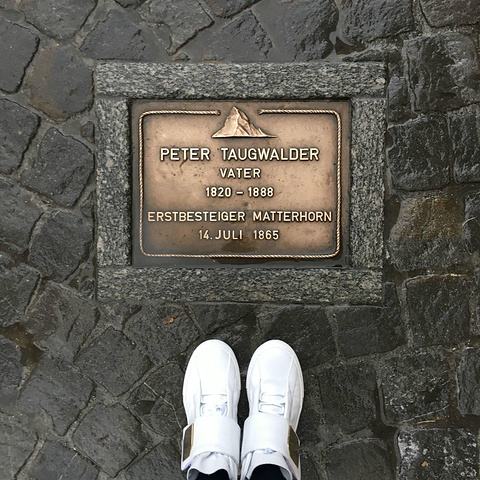 PETER TAUGWALDER
VATER
1820 – 1888
ERSTBESTEIGER MATTERHORN
14. JULI 1865